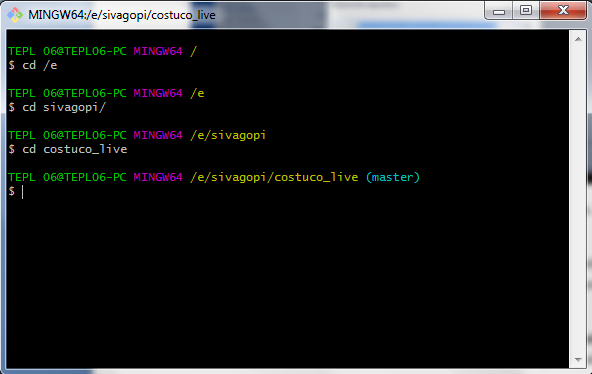 MINGW64:/e/sivagopi/costuco_live
TEPL 06@TEPL06-PC MINGW64 /
$ cd /e
TEPL 06@TEPL06-PC MINGW64 /e
$ cd sivagopi/
TEPL 06@TEPL06-PC MINGW64 /e/sivagopi
$ cd costuco_live
TEPL 06@TEPL06-PC MINGW64 /e/sivagopi/costuco_live (master)
$